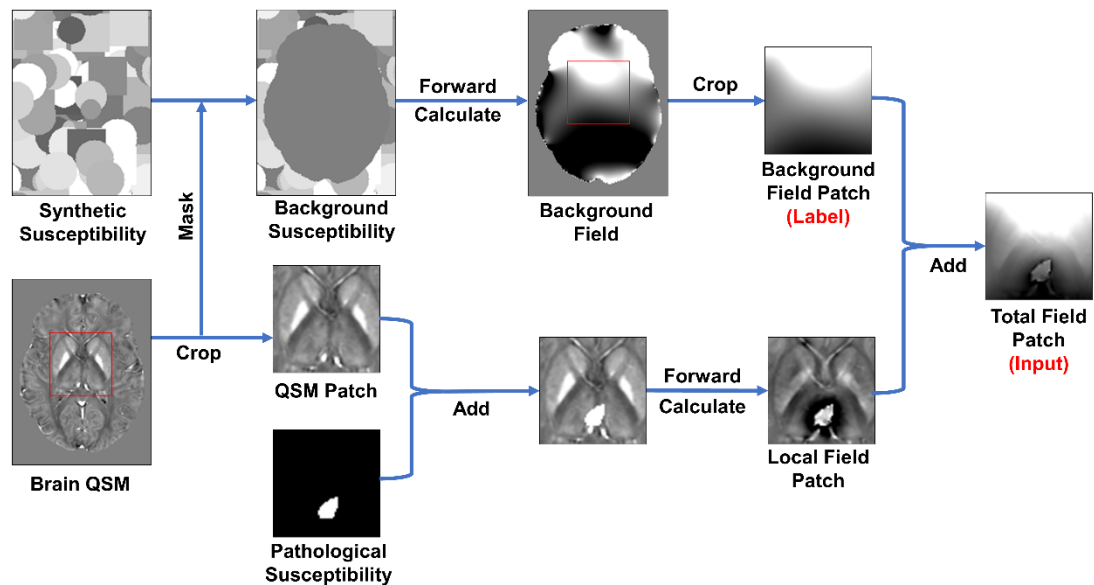 Forward
Calculate
Crop
Synthetic
Susceptibility
Mask
Background
Susceptibility
Background
Field
Background
Field Patch
(Label)
Add
Total Field
Patch
(Input)
Crop
QSM Patch
Add
Forward
Calculate
Brain QSM
Local Field
Patch
Pathological
Susceptibility